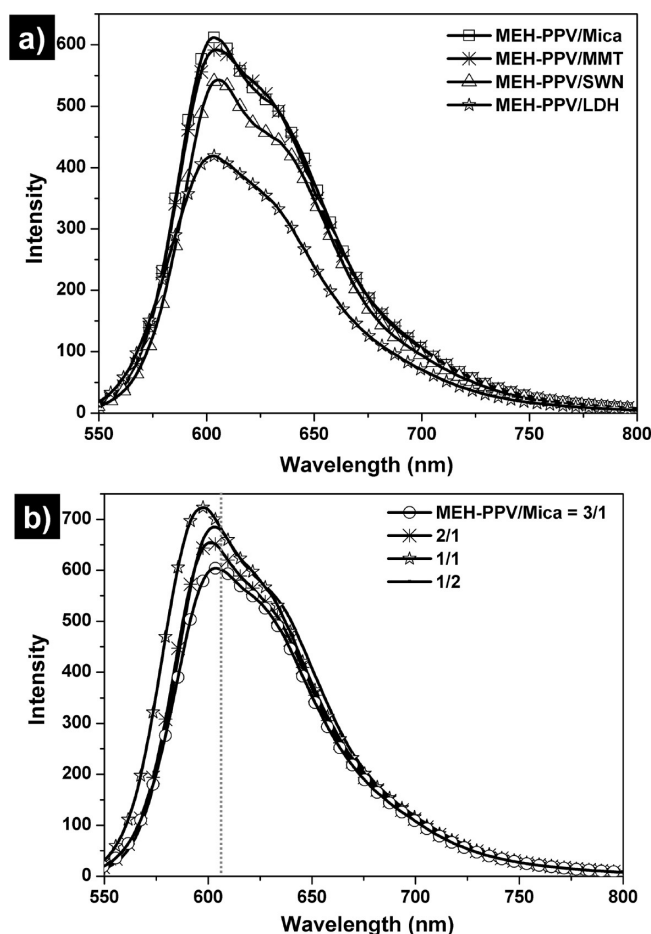 a)
MEH-PPV/Mica
MEH-PPV/MMT
MEH-PPV/SWN
MEH-PPV/LDH
600
500
400
300
200
100
0
Intensity
550 600 650 700 750 800
Wavelength (nm)
b)
MEH-PPV/Mica = 3/1
2/1
1/1
1/2
700
600
500
400
300
200
100
0
Intensity
550 600 650 700 750 800
Wavelength (nm)